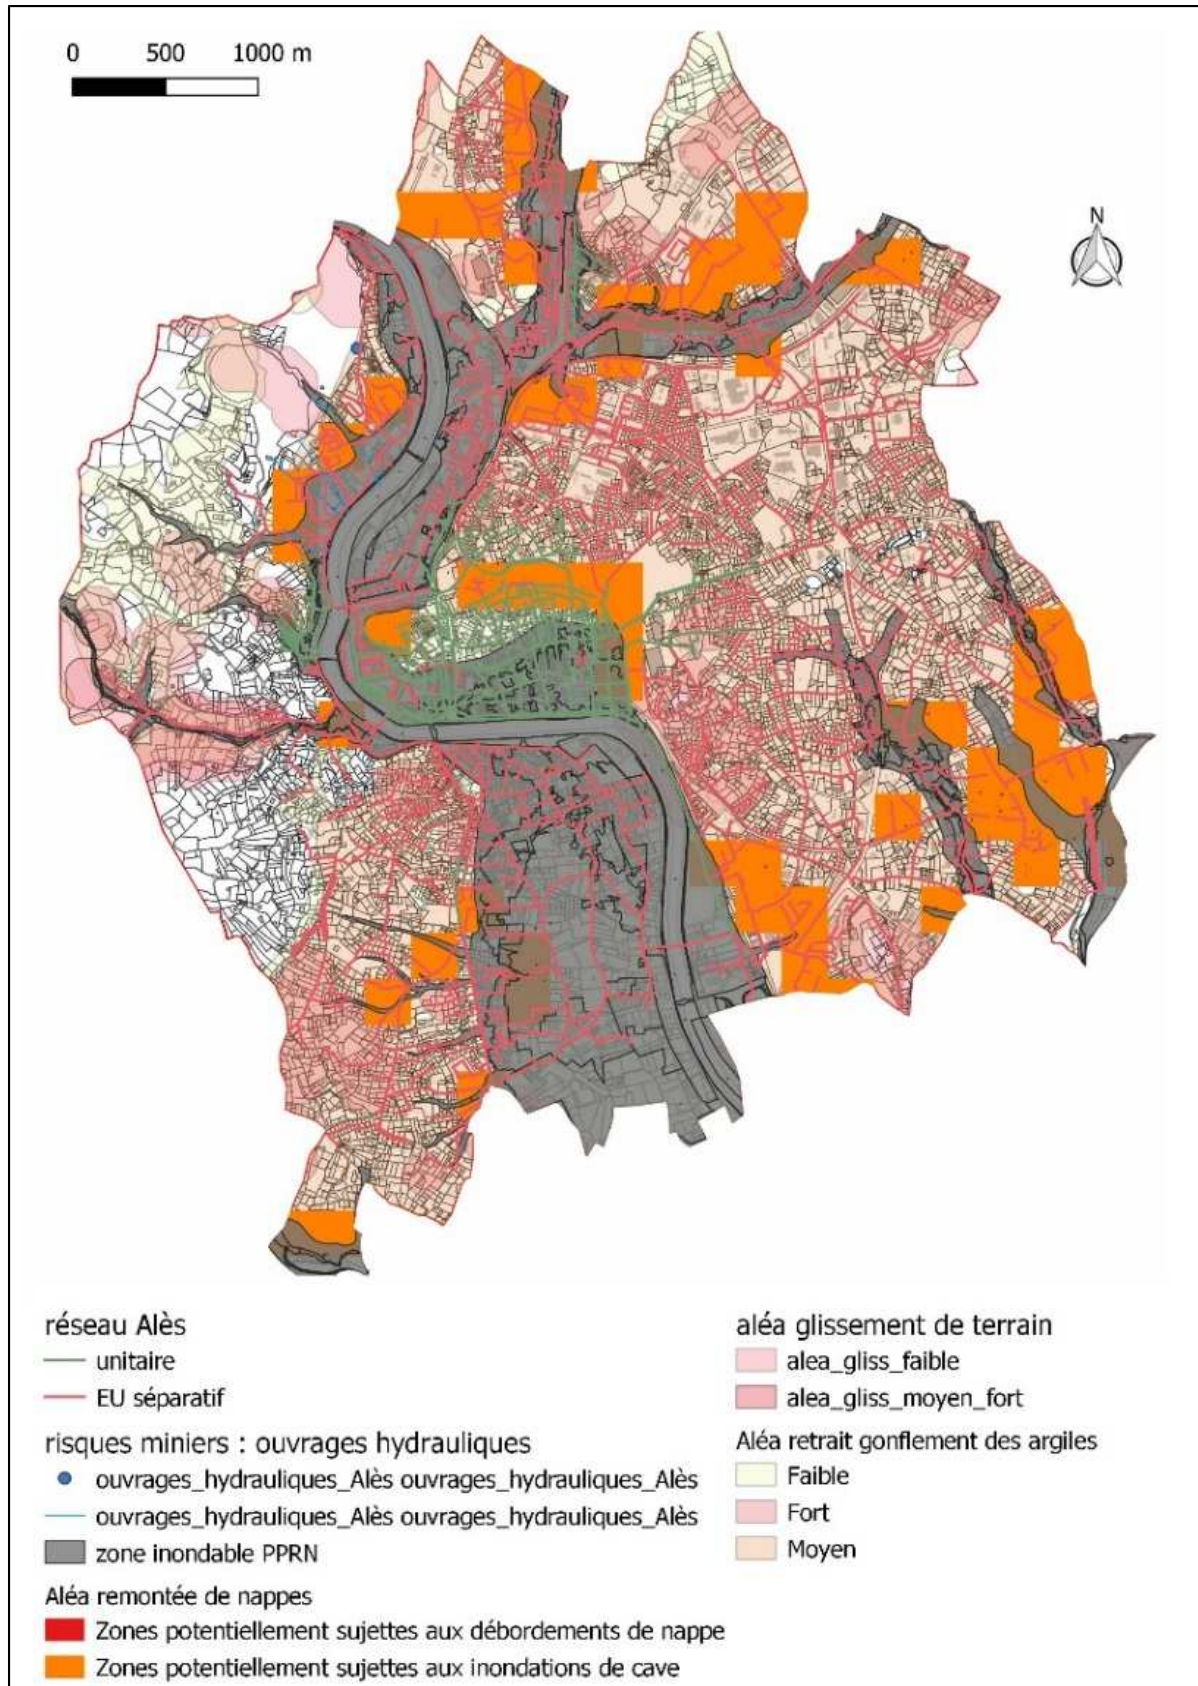 0 500 1000 m
N
réseau Alès
unitaire
EU séparatif
risques miniers : ouvrages hydrauliques
ouvrages_hydrauliques_Alès ouvrages_hydrauliques_Alès
ouvrages_hydrauliques_Alès ouvrages_hydrauliques_Alès
zone inondable PPRN
Aléa remontée de nappes
Zones potentiellement sujettes aux débordements de nappe
Zones potentiellement sujettes aux inondations de cave
aléa glissement de terrain
alea_gliss_faible
alea_gliss_moyen_fort
Aléa retrait gonflement des argiles
Faible
Fort
Moyen